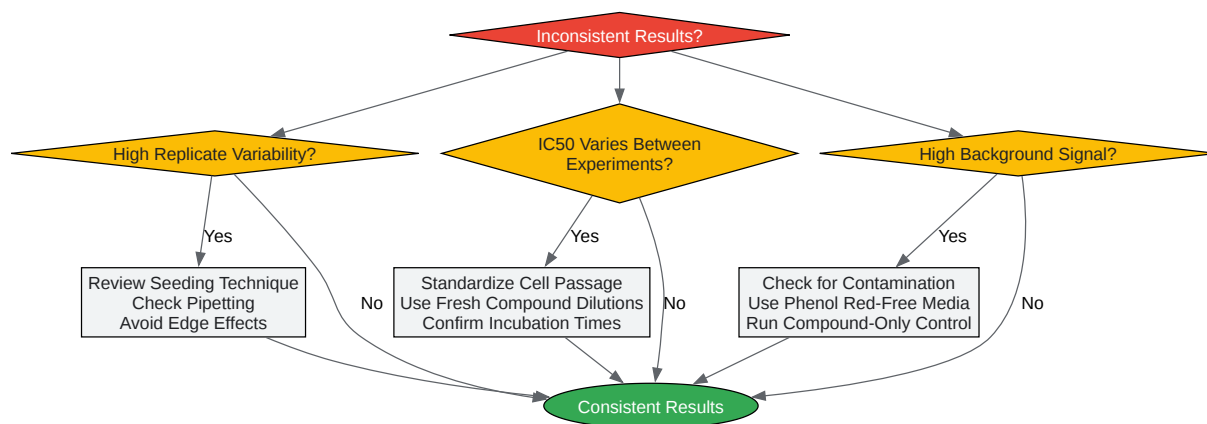 Inconsistent Results?
High Replicate Variability?
IC50 Varies Between
Experiments?
High Background Signal?
Yes
Yes
Yes
Review Seeding Technique
Check Pipetting
Avoid Edge Effects
No
Standardize Cell Passage
Use Fresh Compound Dilutions
Confirm Incubation Times
No
Check for Contamination
Use Phenol Red-Free Media
Run Compound-Only Control
No
Consistent Results